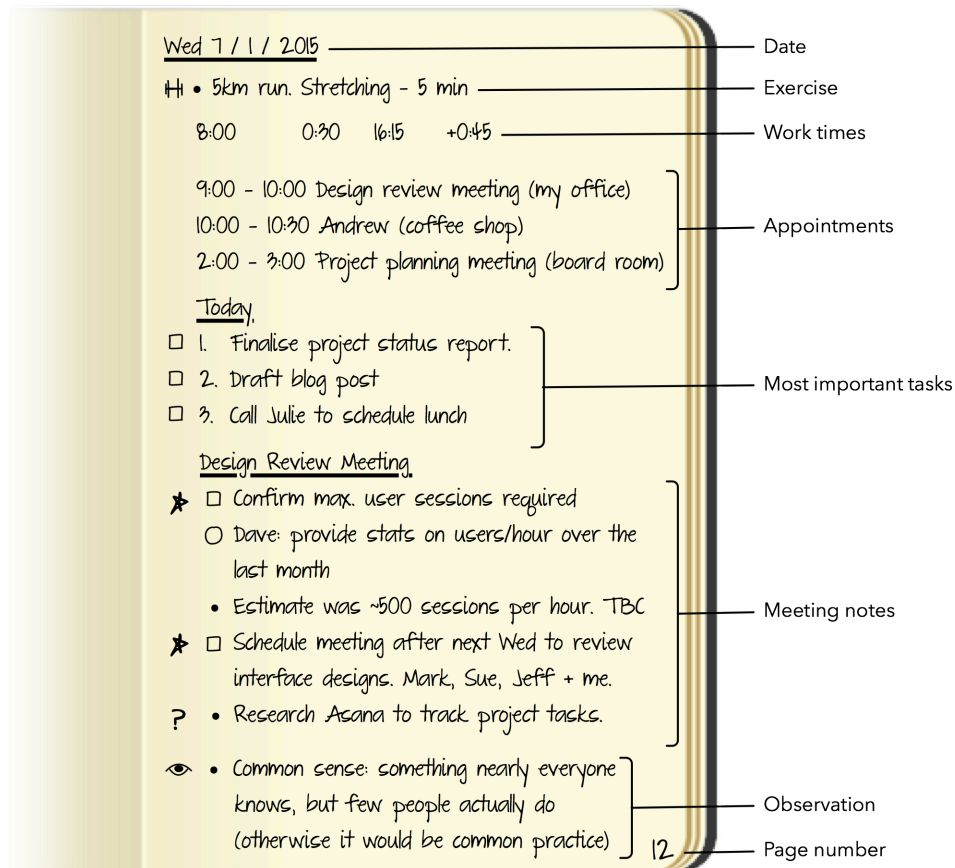 Wed 7 / 1 / 2015
Date
• 5km run. Stretching - 5 min
Exercise
8:00 0:30 16:15 +0:45
Work times
9:00 - 10:00 Design review meeting (my office)
10:00 - 10:30 Andrew (coffee shop)
2:00 - 3:00 Project planning meeting (board room)
Appointments
Today
1. Finalise project status report.
2. Draft blog post
3. Call Julie to schedule lunch
Most important tasks
Design Review Meeting
Confirm max. user sessions required
Dave: provide stats on users/hour over the
last month
• Estimate was ~500 sessions per hour. TBC
Schedule meeting after next Wed to review
interface designs. Mark, Sue, Jeff + me.
? • Research Asana to track project tasks.
Meeting notes
• Common sense: something nearly everyone
knows, but few people actually do
(otherwise it would be common practice)
Observation
12
Page number